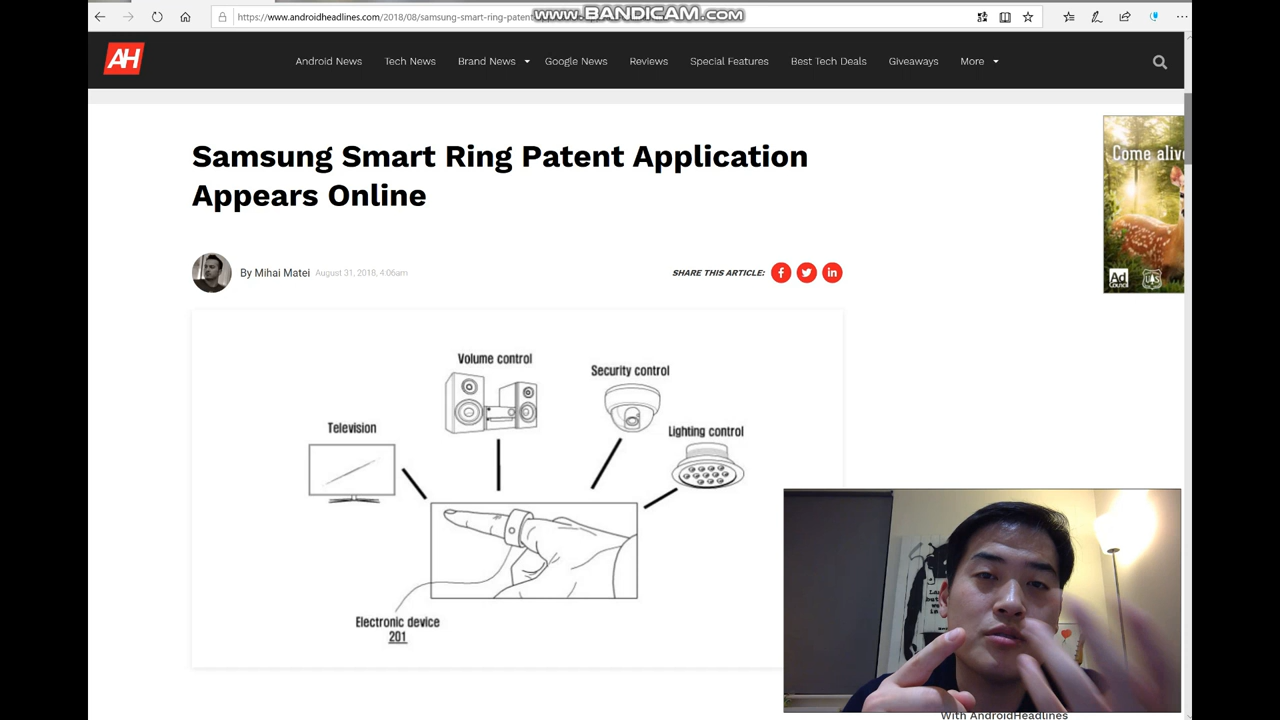 https://www.androidheadlines.com/2018/08/samsung-smart-ring-patent
www.BANDICAM.com
AH
Android News
Tech News
Brand News
Google News
Reviews
Special Features
Best Tech Deals
Giveaways
More
Samsung Smart Ring Patent Application
Appears Online
By Mihai Matei August 31, 2018, 4:06am
SHARE THIS ARTICLE:
Come aliv
Ad
Council
Volume control
Security control
Television
Lighting control
Electronic device
201
With AndroidHeadlines